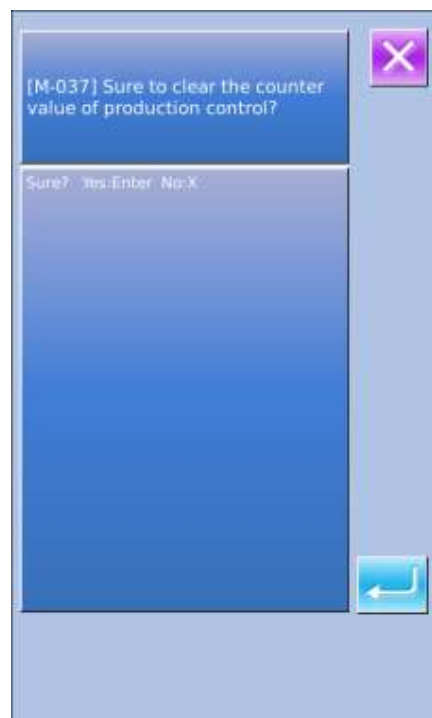 [M-037] Sure to clear the counter
value of production control?
Sure? Yes:Enter No:X